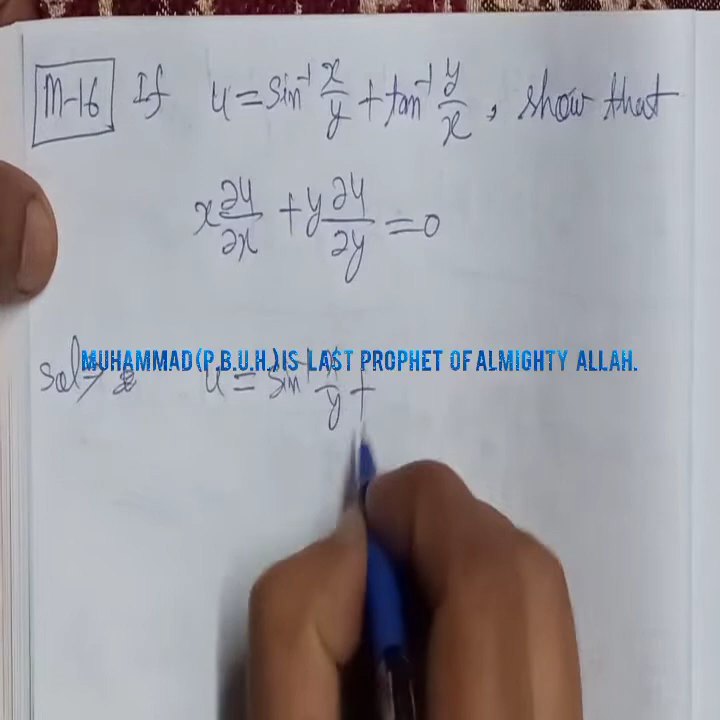 M-16 If u = sin⁻¹ x/y + tan⁻¹ y/x, show that
x ∂u/∂x + y ∂u/∂y = 0
MUHAMMAD(P.B.U.H.) IS LAST PROPHET OF ALMIGHTY ALLAH.
Sol⇒ u = sin⁻¹ x/y +